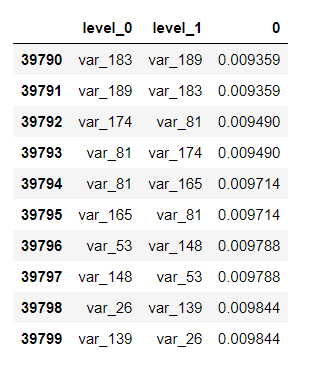 level_0 level_1 0
39790 var_183 var_189 0.009359
39791 var_189 var_183 0.009359
39792 var_174 var_81 0.009490
39793 var_81 var_174 0.009490
39794 var_81 var_165 0.009714
39795 var_165 var_81 0.009714
39796 var_53 var_148 0.009788
39797 var_148 var_53 0.009788
39798 var_26 var_139 0.009844
39799 var_139 var_26 0.009844